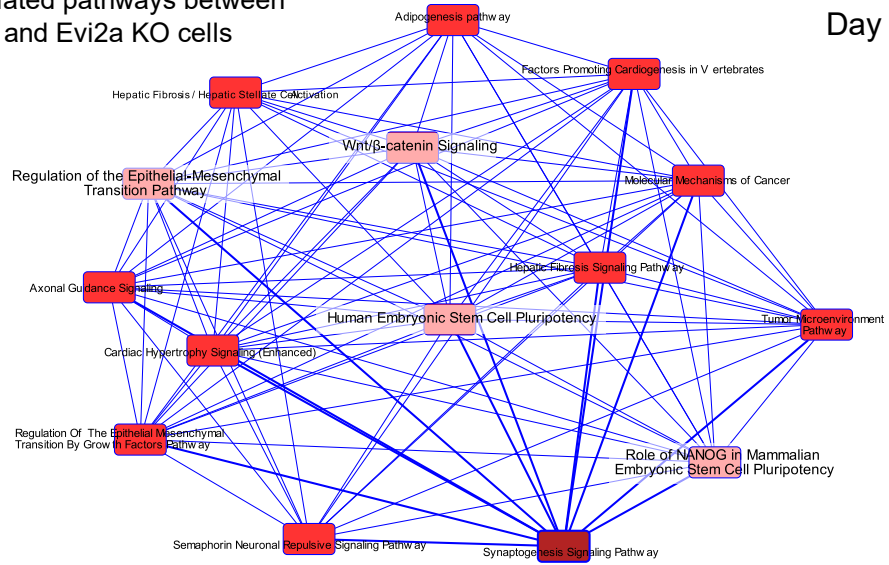 lated pathways between
and Evi2a KO cells
Day
Adipogenesis pathway
Factors Promoting Cardiogenesis in Vertebrates
Hepatic Fibrosis / Hepatic Stellate Cell Activation
Wnt/β-catenin Signaling
Regulation of the Epithelial-Mesenchymal
Transition Pathway
Molecular Mechanisms of Cancer
Hepatic Fibrosis Signaling Pathway
Axonal Guidance Signaling
Human Embryonic Stem Cell Pluripotency
Tumor Microenvironment
Pathway
Cardiac Hypertrophy Signaling (Enhanced)
Regulation Of The Epithelial Mesenchymal
Transition By Growth Factors Pathway
Role of NANOG in Mammalian
Embryonic Stem Cell Pluripotency
Semaphorin Neuronal Repulsive Signaling Pathway
Synaptogenesis Signaling Pathway